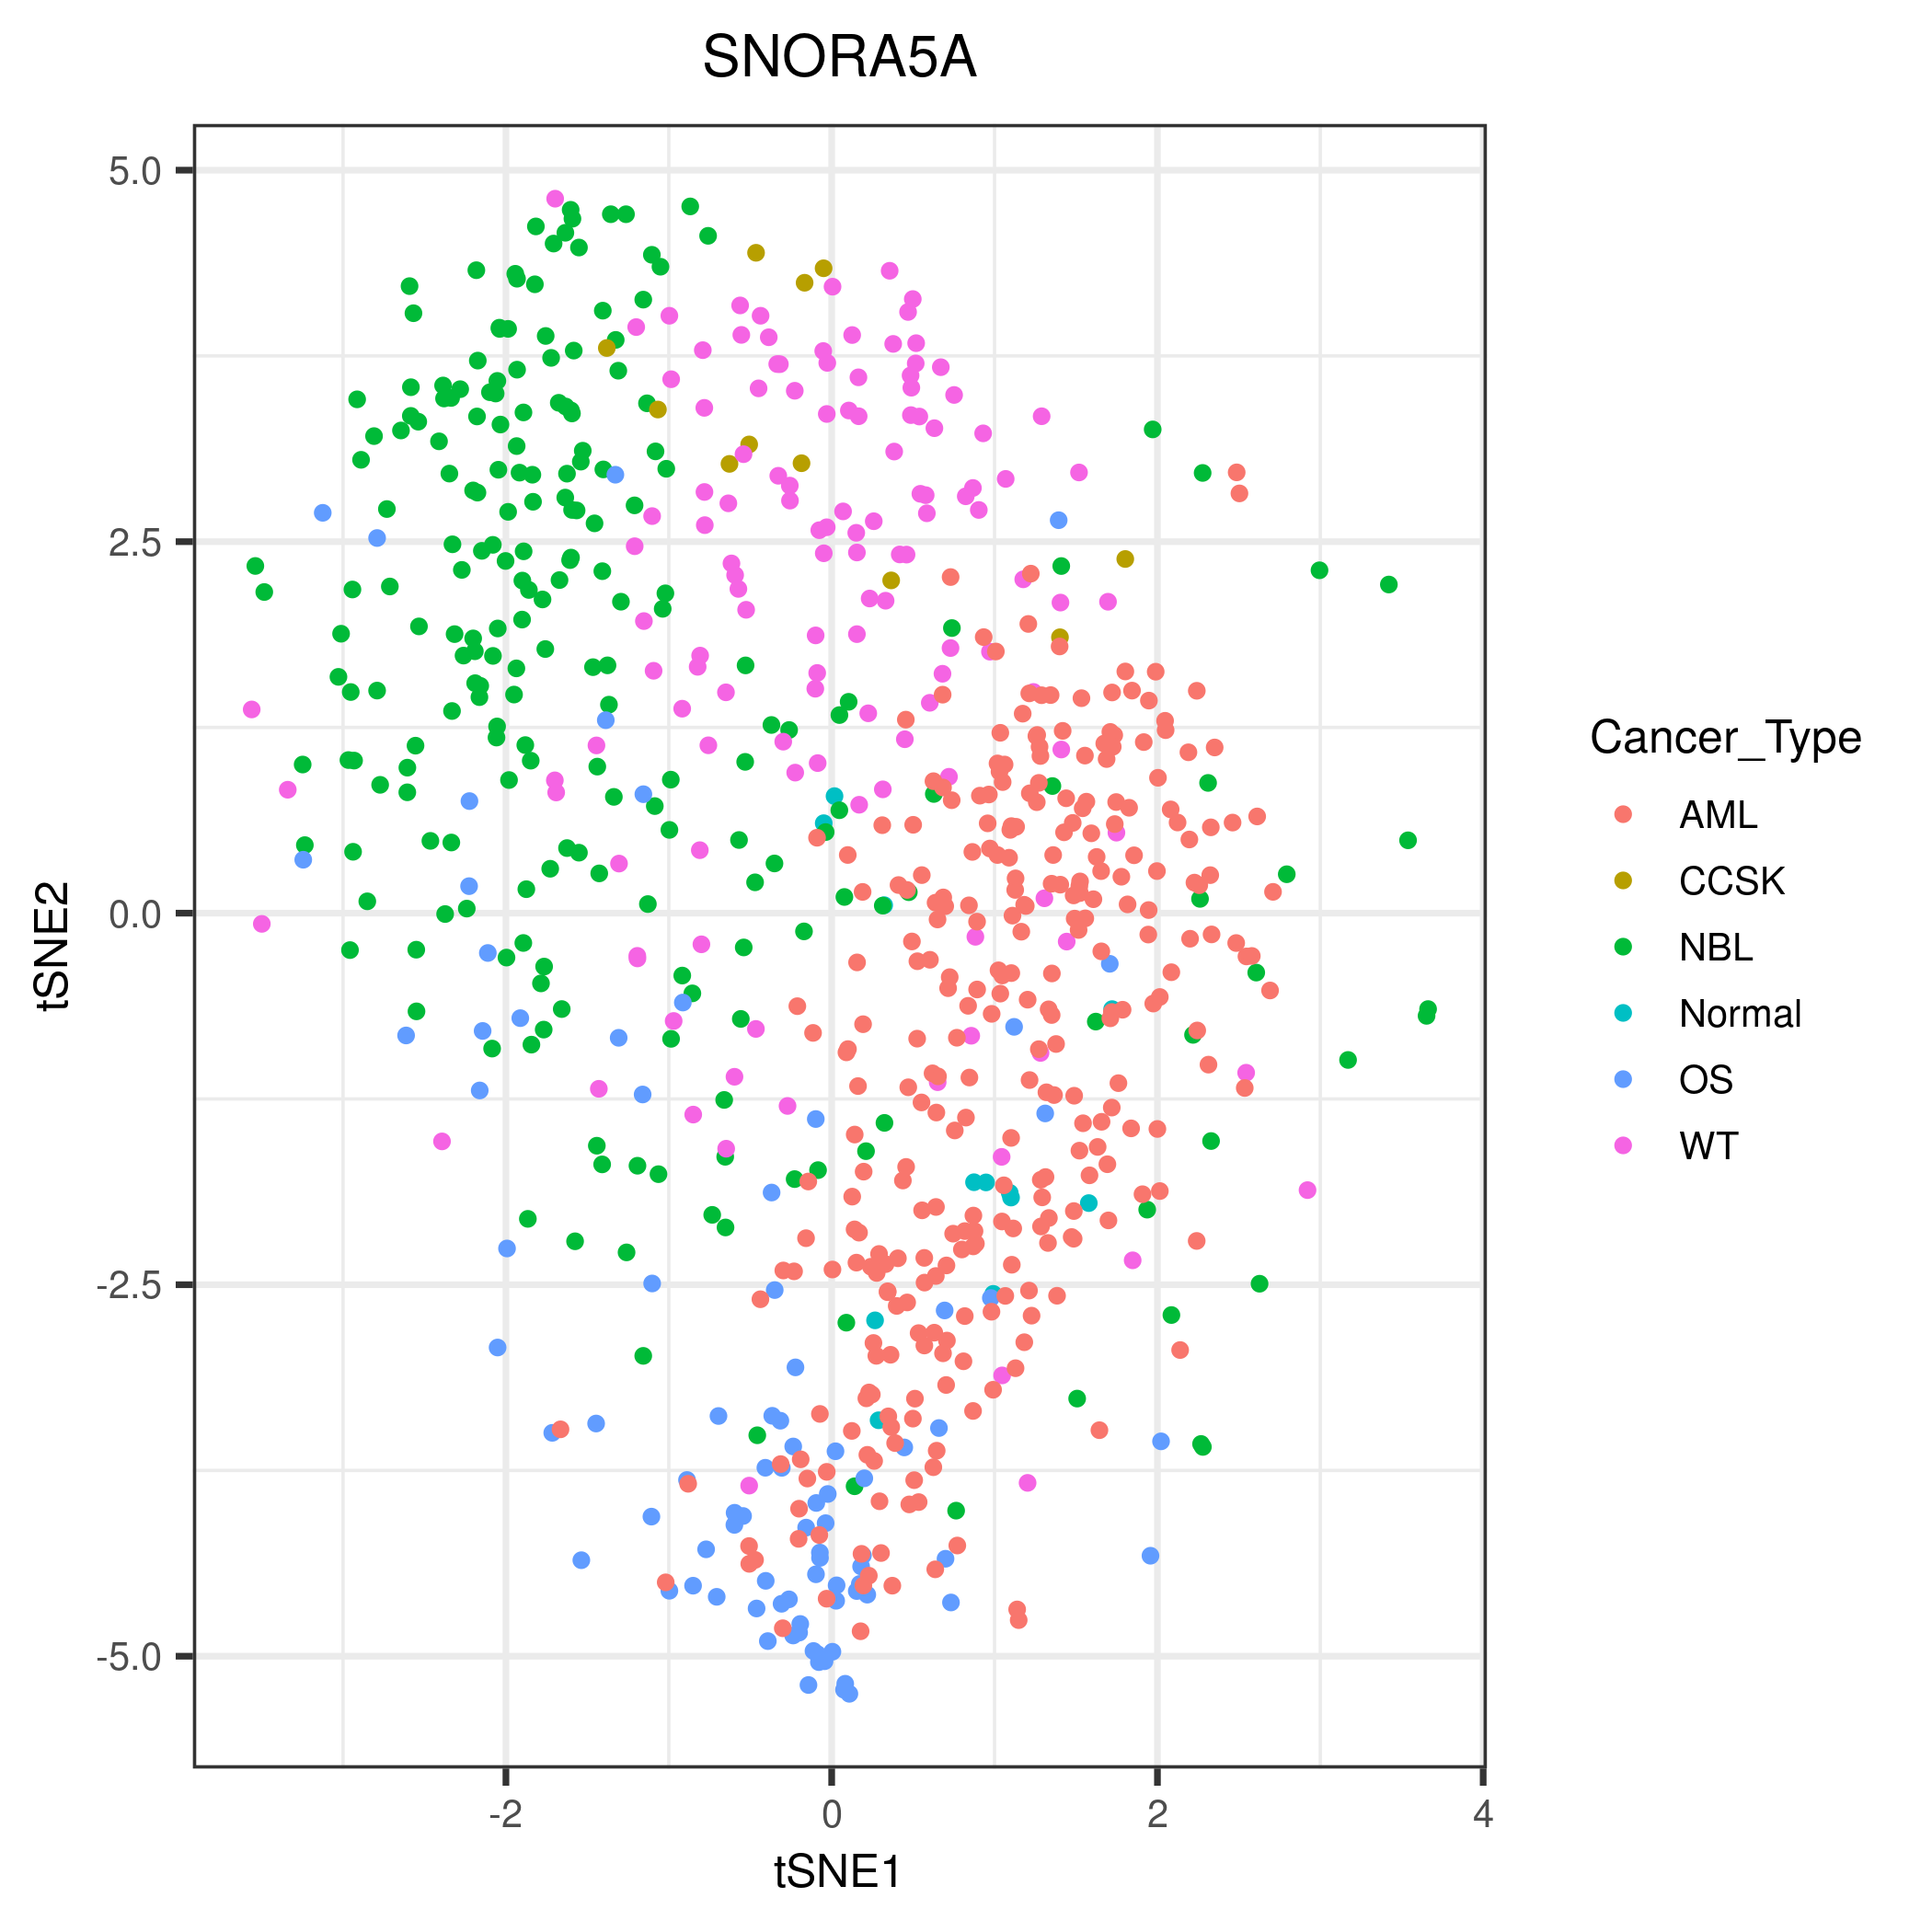 SNORA5A
5.0
2.5
0.0
-2.5
-5.0
tSNE2
-2
0
2
4
tSNE1
Cancer_Type
AML
CCSK
NBL
Normal
OS
WT